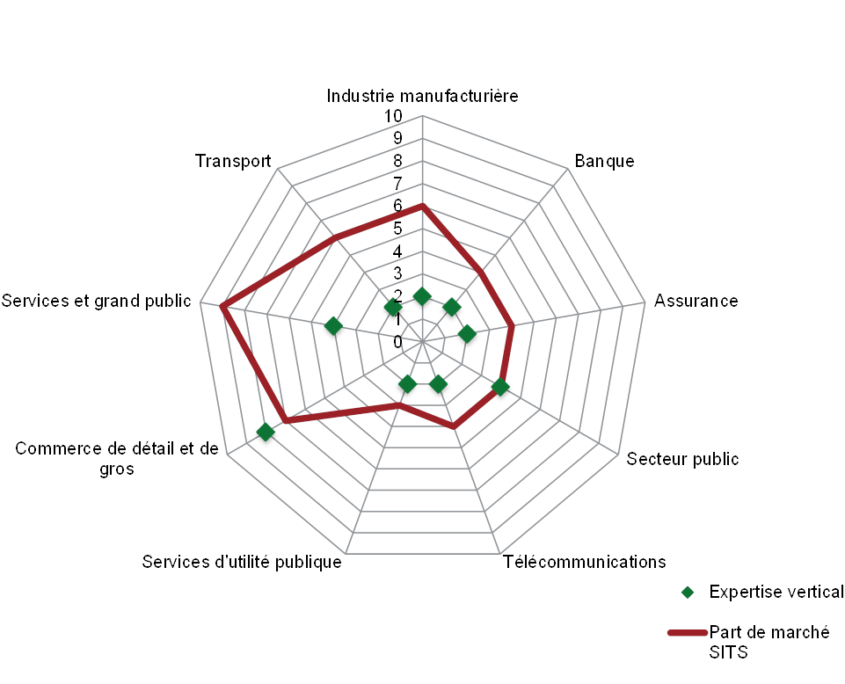 Industrie manufacturière
10
9
8
7
6
5
4
3
2
1
0
Transport
Banque
Services et grand public
Assurance
Commerce de détail et de
gros
Secteur public
Services d'utilité publique
Télécommunications
Expertise vertical
Part de marché
SITS